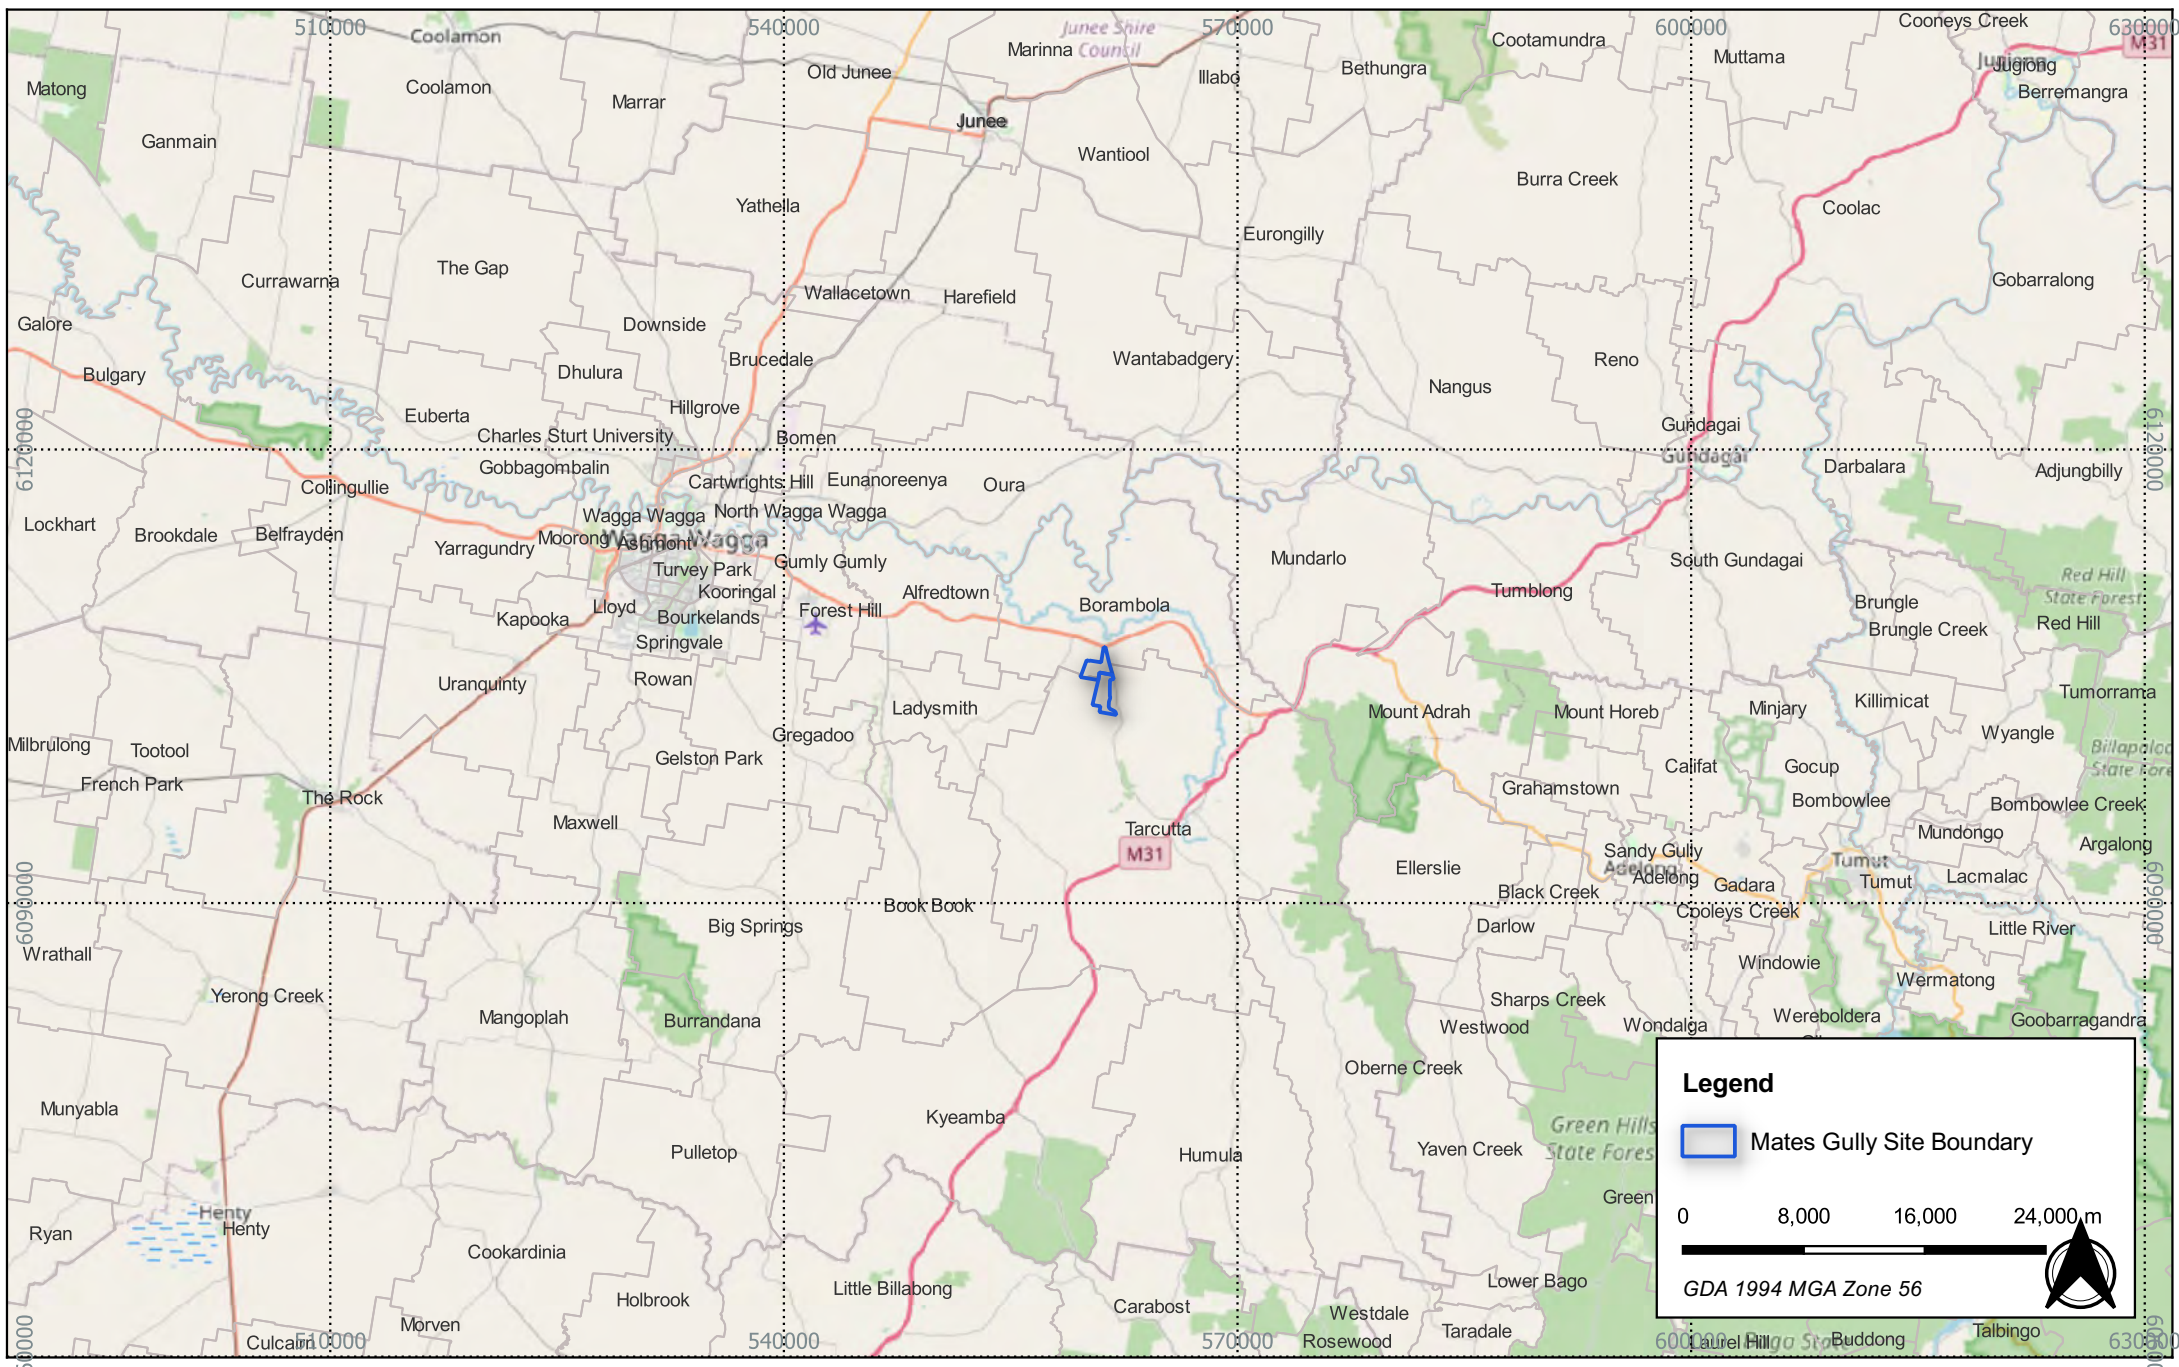 510000
540000
570000
600000
630000
Cooneys Creek
Junee Shire
Council
Coolamon
Marinna
Cootamundra
M31
Muttama
Old Junee
Illabo
Bethungra
Jugiong
Jugiong
Matong
Coolamon
Marrar
Berremangra
Junee
Ganmain
Wantiool
Burra Creek
Yathella
Coolac
Eurongilly
The Gap
Currawarna
Wallacetown
Harefield
Gobarralong
Galore
Downside
Brucedale
Wantabadgery
Reno
Bulgary
Dhulura
Nangus
Hillgrove
Euberta
Gundagai
Charles Sturt University
Bomen
6120000
6120000
Gundagai
Gobbagombalin
Darbalara
Adjungbilly
Collingullie
Cartwrights Hill
Eunanoreenya
Oura
Wagga Wagga
North Wagga Wagga
Lockhart
Brookdale
Belfrayden
Moorong
Wagga Wagga
Ashmont
Yarragundry
Gumly Gumly
Mundarlo
South Gundagai
Turvey Park
Red Hill
State Forest
Kooringal
Alfredtown
Tumblong
Brungle
Lloyd
Forest Hill
Borambola
Kapooka
Bourkelands
Red Hill
Brungle Creek
Springvale
Rowan
Uranquinty
Tumorrama
Killimicat
Ladysmith
Mount Adrah
Mount Horeb
Minjary
Gregadoo
Wyangle
Milbrulong
Tootool
Gelston Park
Califat
Gocup
French Park
Grahamstown
The Rock
Bombowlee
Bombowlee Creek
Maxwell
Tarcutta
Mundongo
M31
Sandy Gully
Argalong
Adelong
Tumut
Ellerslie
Adelong
Gadara
Tumut
Lacmalac
Black Creek
6090000
6090000
Book Book
Cooleys Creek
Big Springs
Darlow
Little River
Wrathall
Windowie
Wermatong
Yerong Creek
Sharps Creek
Mangoplah
Burrandana
Westwood
Wondalga
Wereboldera
Goobarragandra
Oberne Creek
Munyabla
Kyeamba
Green Hills
State Fores
Pulletop
Humula
Yaven Creek
Green
Henty
Henty
Ryan
Cookardinia
Little Billabong
Lower Bago
Holbrook
Carabost
Westdale
Morven
Taradale
Culcairn
Rosewood
Laurel Hill
Buddong
Talbingo
510000
540000
570000
600000
630000
Legend
Mates Gully Site Boundary
0
8,000
16,000
24,000 m
GDA 1994 MGA Zone 56